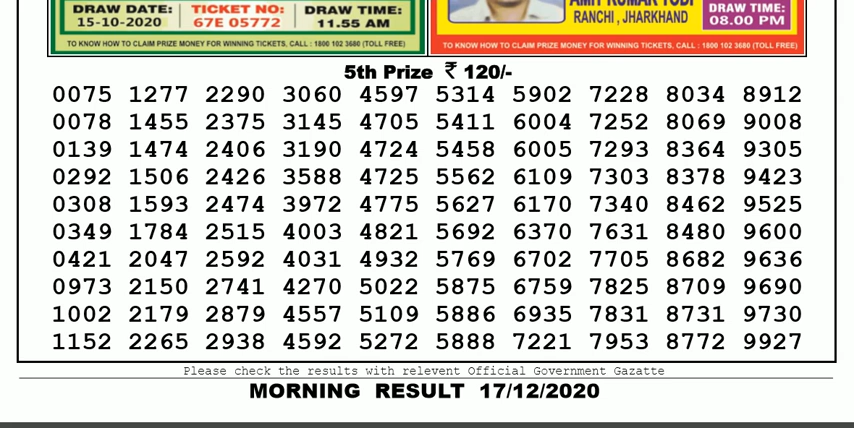 DRAW DATE:
15-10-2020
TICKET NO:
67E 05772
DRAW TIME:
11.55 AM
TO KNOW HOW TO CLAIM PRIZE MONEY FOR WINNING TICKETS, CALL : 1800 102 3680 (TOLL FREE)
RANCHI , JHARKHAND
DRAW TIME:
08.00 PM
TO KNOW HOW TO CLAIM PRIZE MONEY FOR WINNING TICKETS, CALL : 1800 102 3680 (TOLL FREE)
5th Prize ₹ 120/-
0075 1277 2290 3060 4597 5314 5902 7228 8034 8912
0078 1455 2375 3145 4705 5411 6004 7252 8069 9008
0139 1474 2406 3190 4724 5458 6005 7293 8364 9305
0292 1506 2426 3588 4725 5562 6109 7303 8378 9423
0308 1593 2474 3972 4775 5627 6170 7340 8462 9525
0349 1784 2515 4003 4821 5692 6370 7631 8480 9600
0421 2047 2592 4031 4932 5769 6702 7705 8682 9636
0973 2150 2741 4270 5022 5875 6759 7825 8709 9690
1002 2179 2879 4557 5109 5886 6935 7831 8731 9730
1152 2265 2938 4592 5272 5888 7221 7953 8772 9927
Please check the results with relevent Official Government Gazatte
MORNING RESULT 17/12/2020